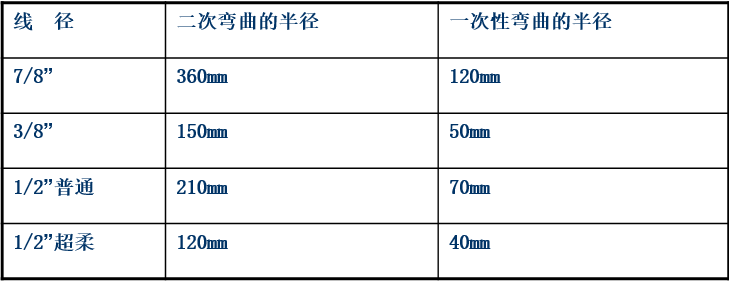 线 径 二次弯曲的半径 一次性弯曲的半径
7/8” 360mm 120mm
3/8” 150mm 50mm
1/2”普通 210mm 70mm
1/2”超柔 120mm 40mm